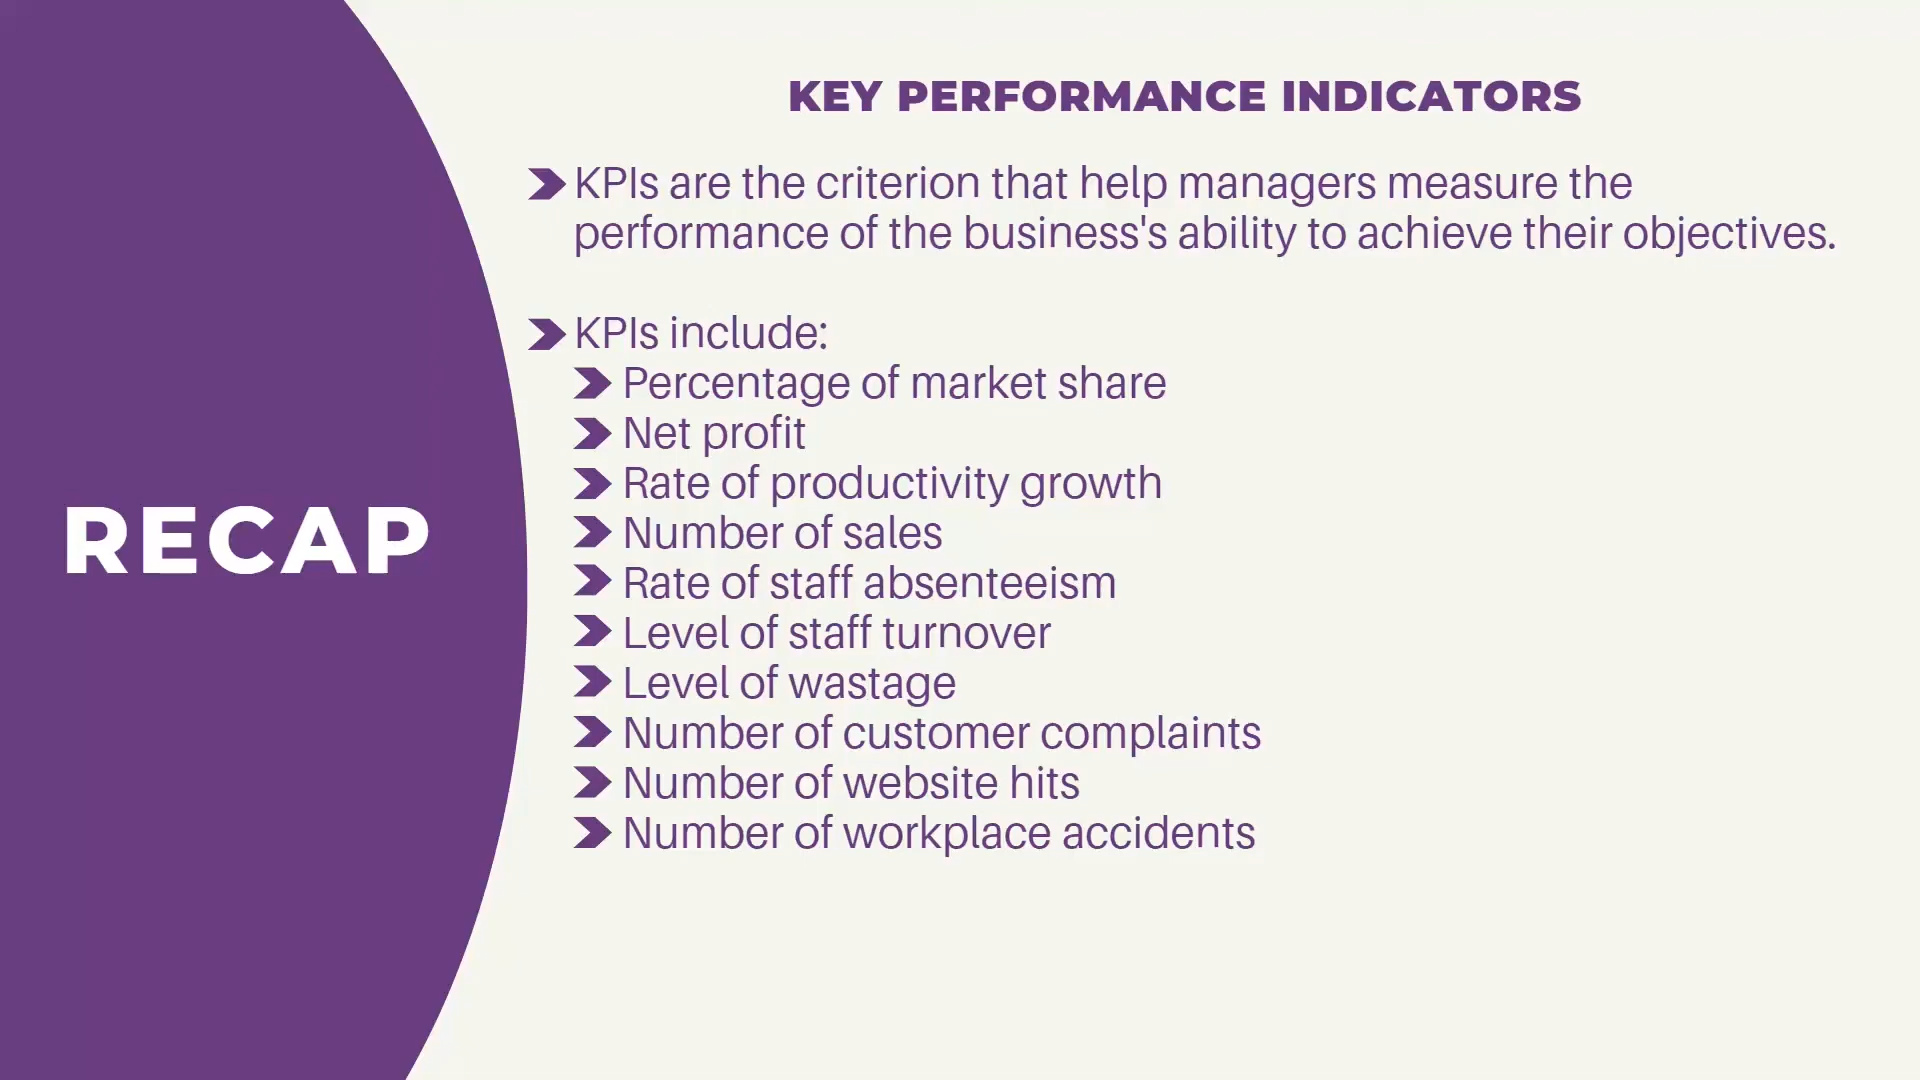 RECAP
KEY PERFORMANCE INDICATORS
KPIs are the criterion that help managers measure the
performance of the business's ability to achieve their objectives.
KPIs include:
Percentage of market share
Net profit
Rate of productivity growth
Number of sales
Rate of staff absenteeism
Level of staff turnover
Level of wastage
Number of customer complaints
Number of website hits
Number of workplace accidents